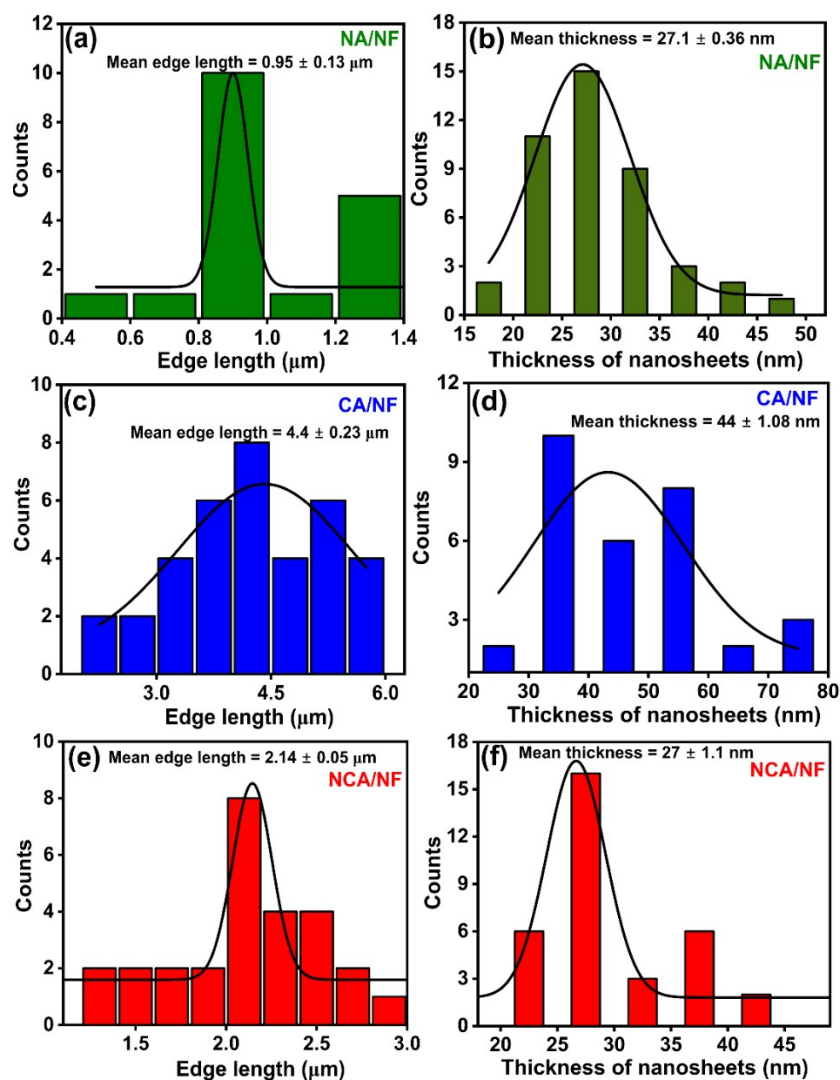 (a)
Mean edge length = 0.95 ± 0.13 μm
NA/NF
12
10
8
6
4
2
0
Counts
0.4 0.6 0.8 1.0 1.2 1.4
Edge length (μm)
(b)
Mean thickness = 27.1 ± 0.36 nm
NA/NF
18
15
12
9
6
3
0
Counts
15 20 25 30 35 40 45 50
Thickness of nanosheets (nm)
(c)
CA/NF
Mean edge length = 4.4 ± 0.23 μm
10
8
6
4
2
0
Counts
3.0 4.5 6.0
Edge length (μm)
(d)
CA/NF
Mean thickness = 44 ± 1.08 nm
12
9
6
3
Counts
20 30 40 50 60 70 80
Thickness of nanosheets (nm)
(e)
Mean edge length = 2.14 ± 0.05 μm
NCA/NF
10
8
6
4
2
0
Counts
1.5 2.0 2.5 3.0
Edge length (μm)
(f)
Mean thickness = 27 ± 1.1 nm
NCA/NF
18
15
12
9
6
3
0
Counts
20 25 30 35 40 45
Thickness of nanosheets (nm)